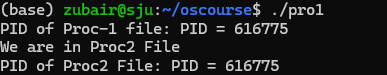 (base) zubair@sju:~/oscourse$ ./pro1
PID of Proc-1 file: PID = 616775
We are in Proc2 File
PID of Proc2 File: PID = 616775